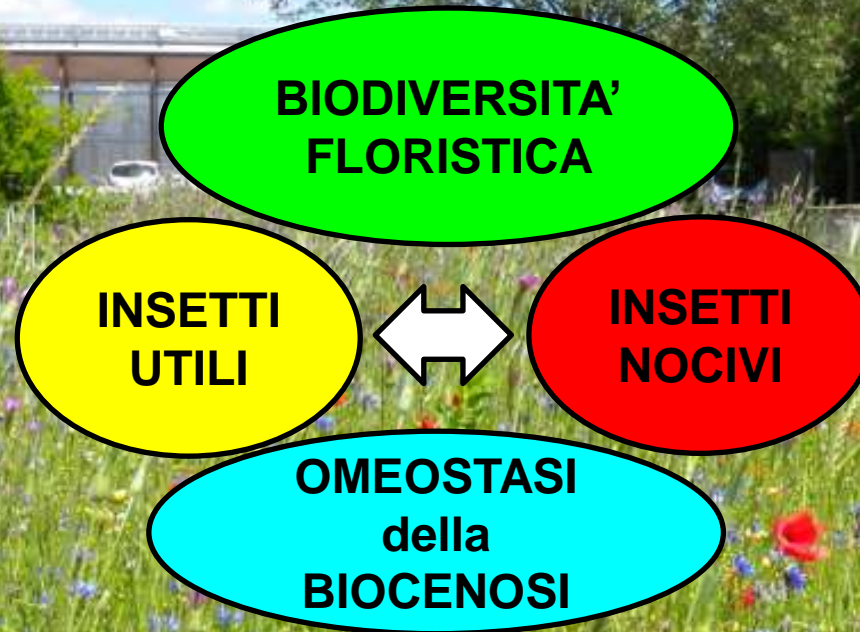 BIODIVERSITA’
FLORISTICA
INSETTI
UTILI
INSETTI
NOCIVI
OMEOSTASI
della
BIOCENOSI